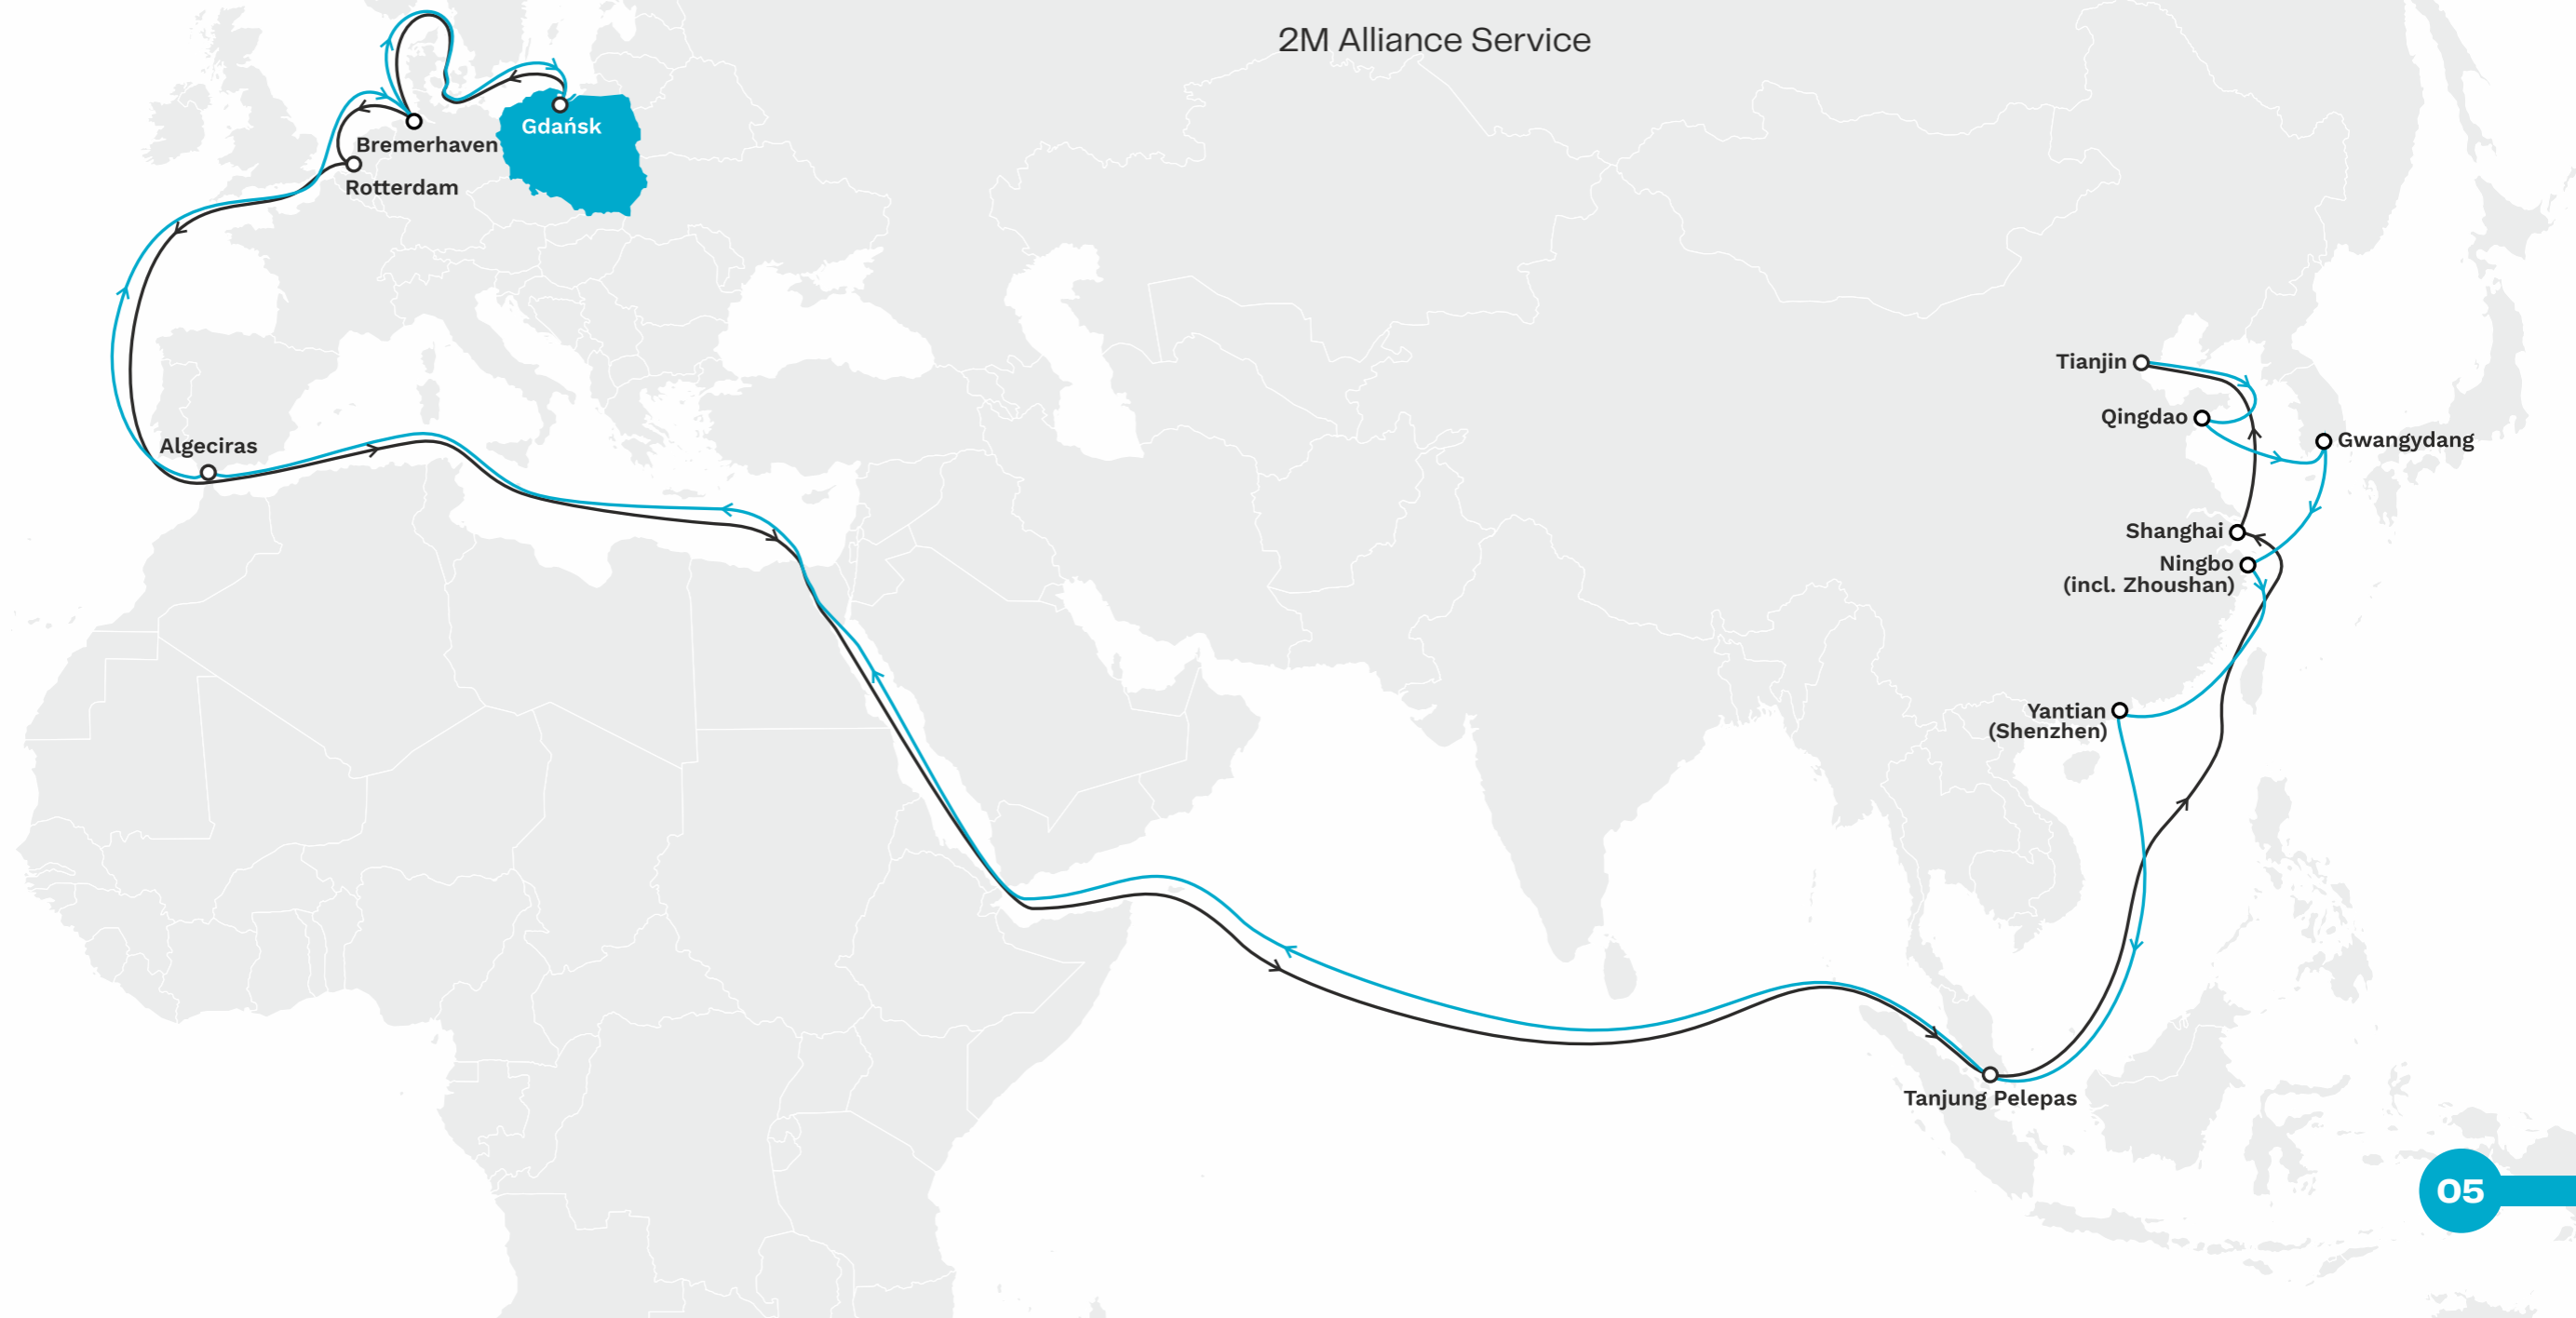 2M Alliance Service
Gdańsk
Bremerhaven
Rotterdam
Algeciras
Tianjin
Qingdao
Gwangydang
Shanghai
Ningbo
(incl. Zhoushan)
Yantian
(Shenzhen)
Tanjung Pelepas
05